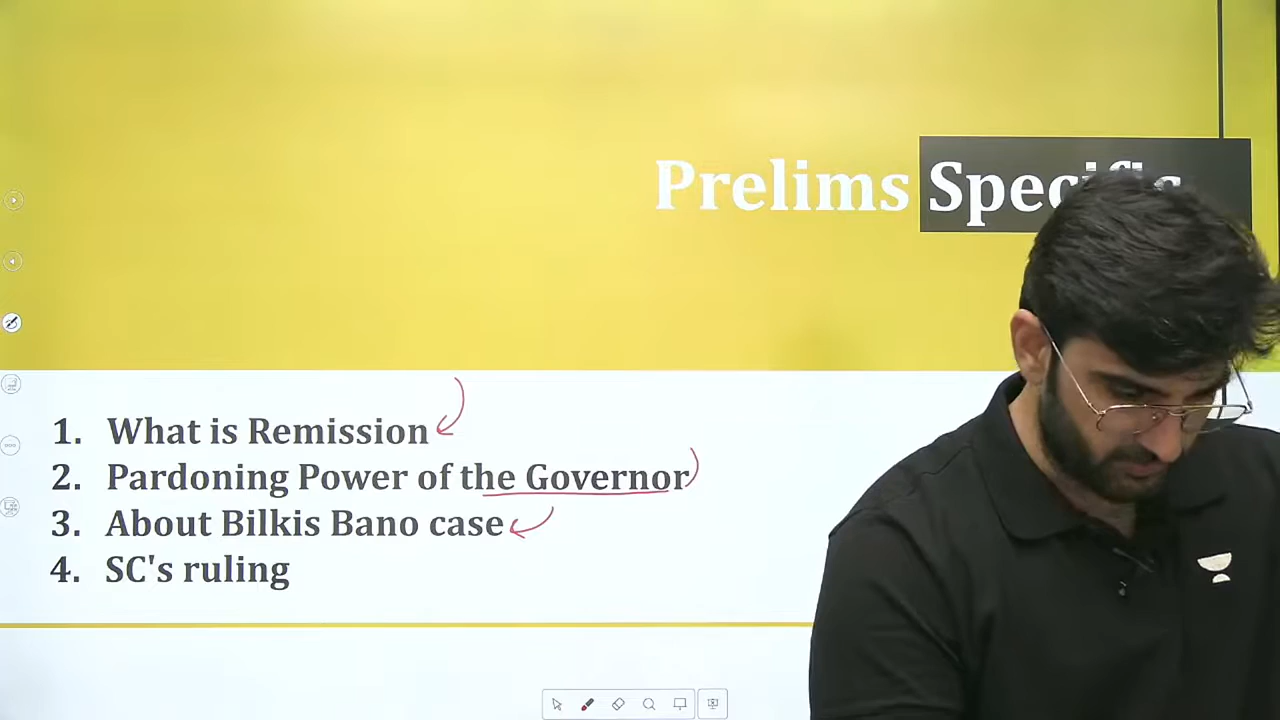 Prelims Specific
1. What is Remission
2. Pardoning Power of the Governor
3. About Bilkis Bano case
4. SC's ruling